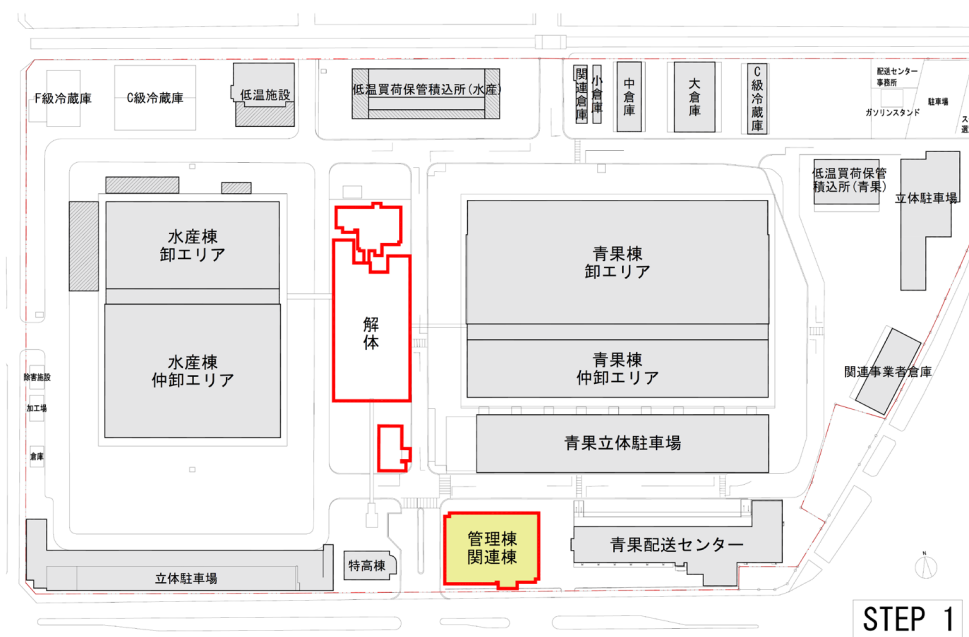 F級冷蔵庫
C級冷蔵庫
低温施設
低温買荷保管積込所(水産)
関連倉庫
小倉庫
中倉庫
大倉庫
C級冷蔵庫
配送センター
事務所
ガソリンスタンド
駐車場
低温買荷保管
積込所(青果)
立体駐車場
水産棟
卸エリア
解体
青果棟
卸エリア
水産棟
仲卸エリア
青果棟
仲卸エリア
関連事業者倉庫
除害施設
加工場
倉庫
青果立体駐車場
管理棟
関連棟
青果配送センター
特高棟
立体駐車場
N
STEP 1